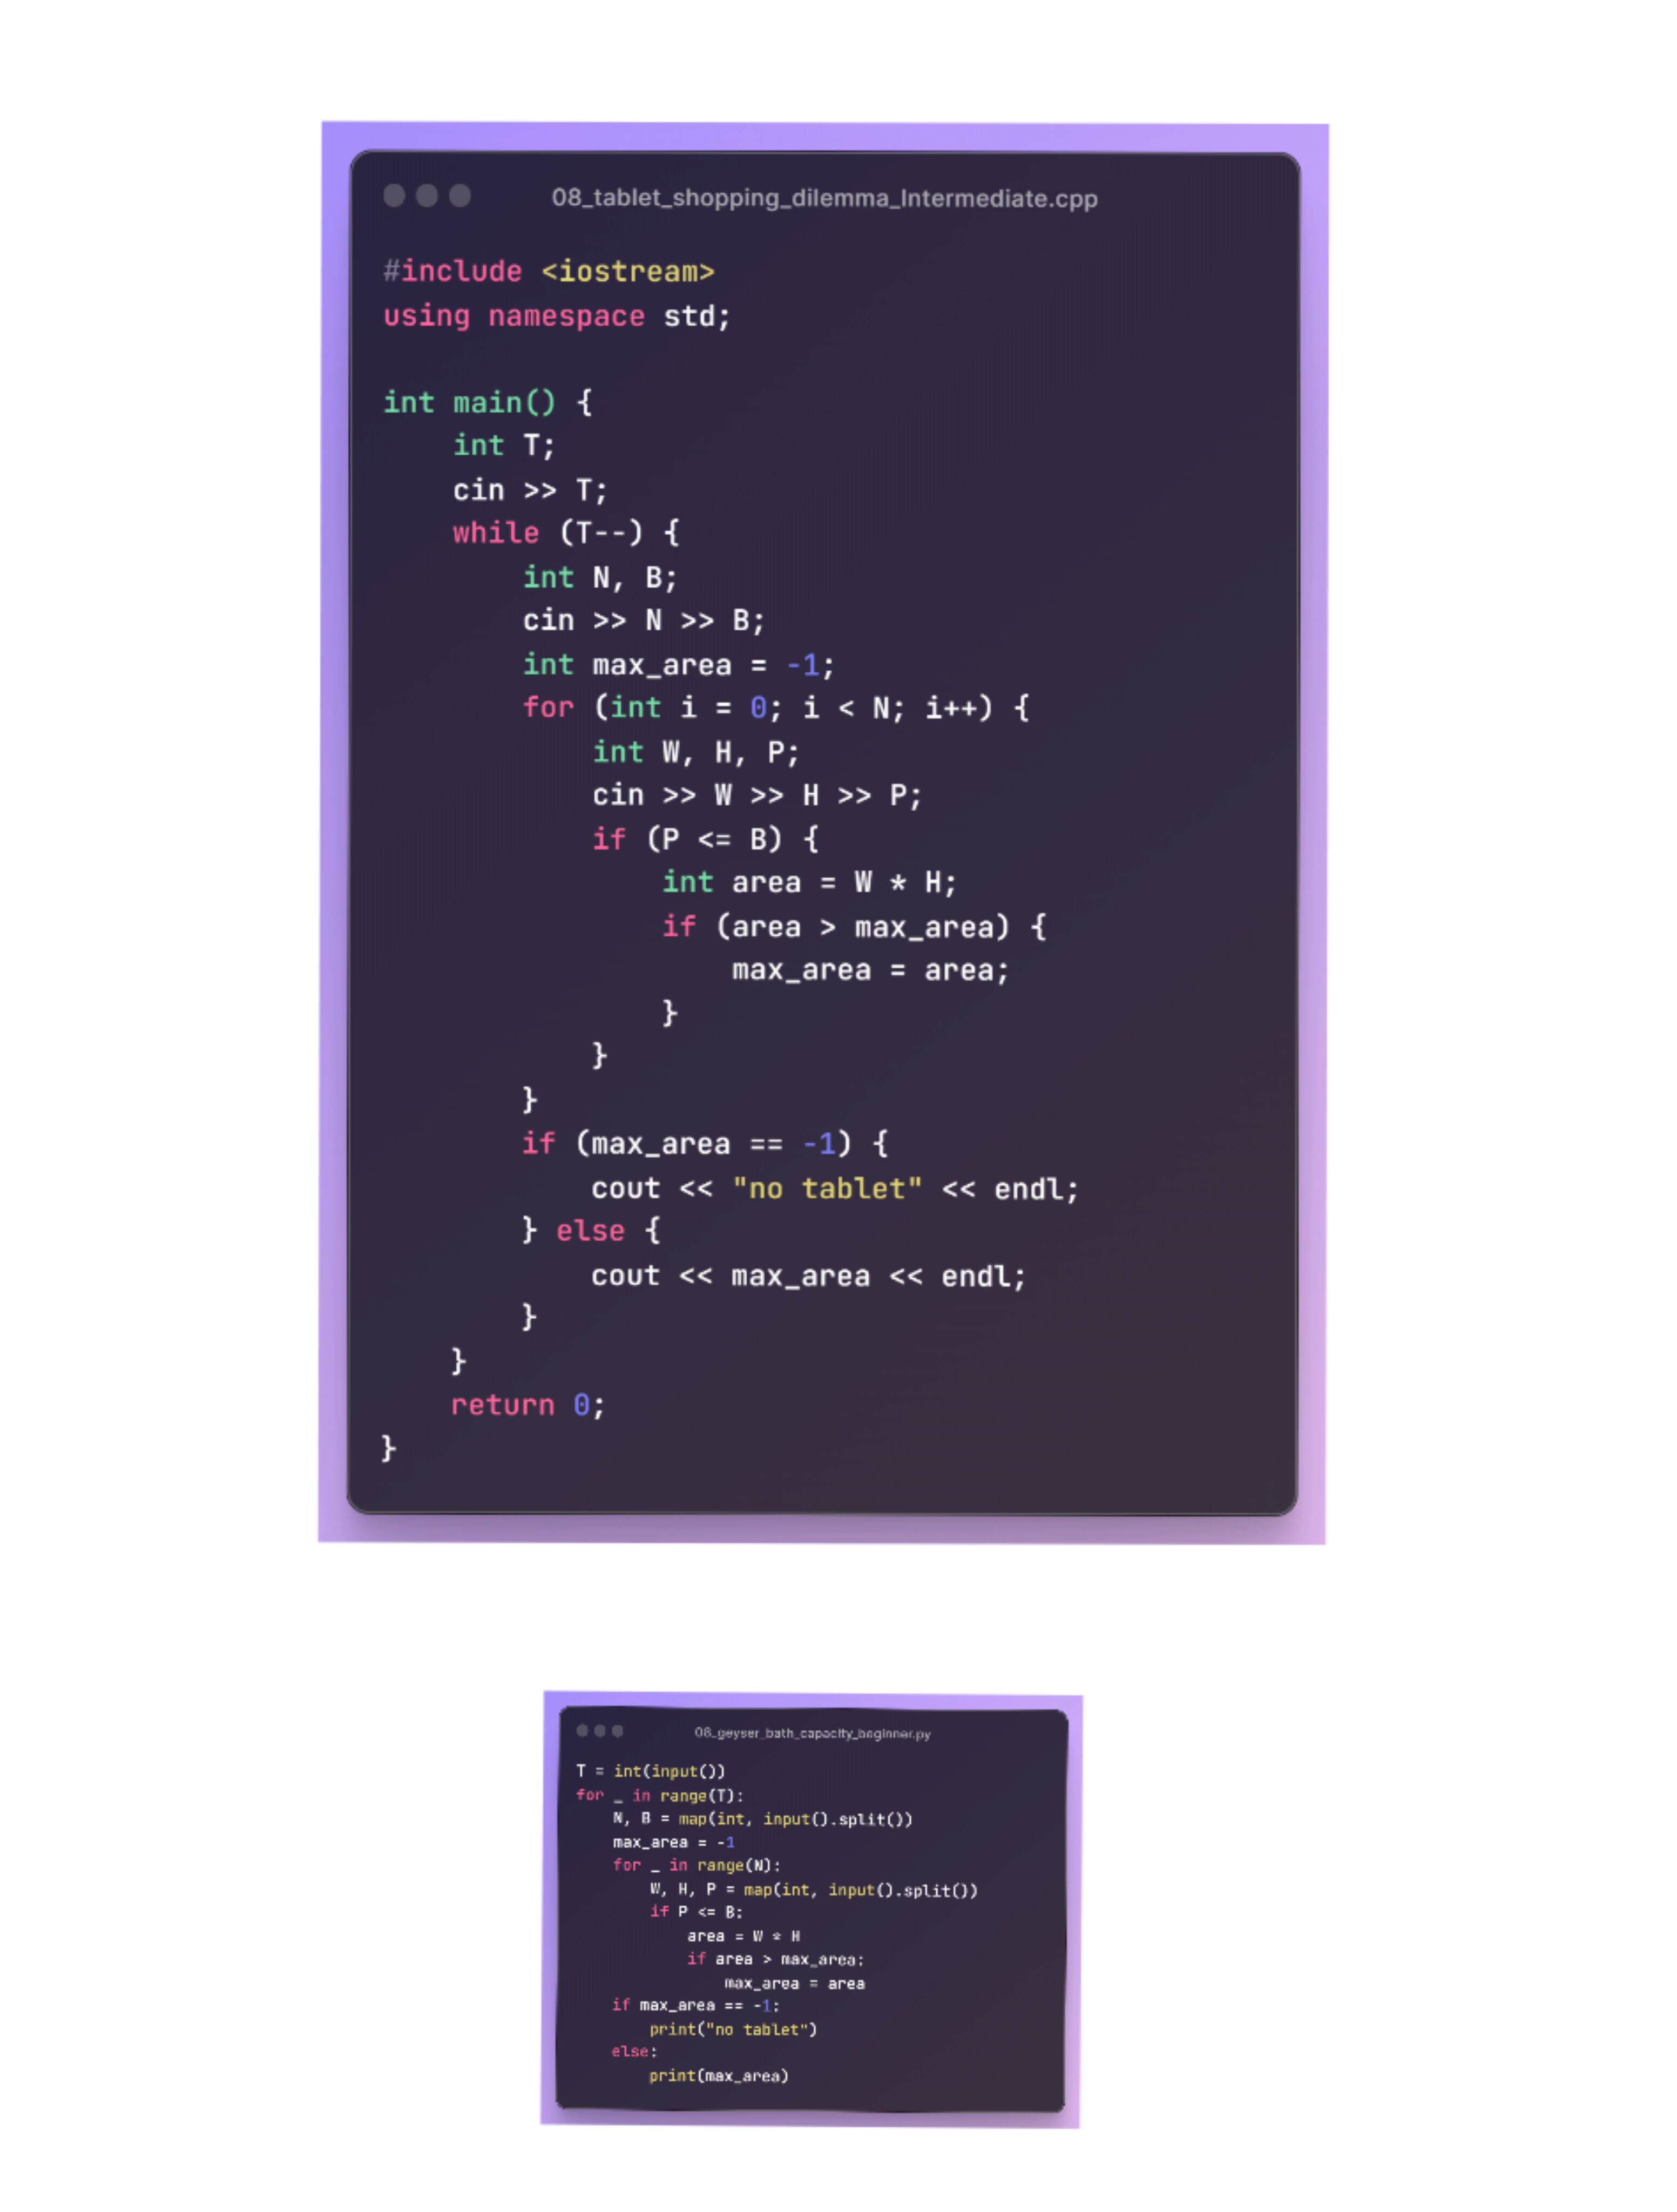 08_tablet_shopping_dilemma_Intermediate.cpp
#include <iostream>
using namespace std;
int main() {
    int T;
    cin >> T;
    while (T--) {
        int N, B;
        cin >> N >> B;
        int max_area = -1;
        for (int i = 0; i < N; i++) {
            int W, H, P;
            cin >> W >> H >> P;
            if (P <= B) {
                int area = W * H;
                if (area > max_area) {
                    max_area = area;
                }
            }
        }
        if (max_area == -1) {
            cout << "no tablet" << endl;
        } else {
            cout << max_area << endl;
        }
    }
    return 0;
}
08_geyser_bath_capacity_beginner.py
T = int(input())
for _ in range(T):
    N, B = map(int, input().split())
    max_area = -1
    for _ in range(N):
        W, H, P = map(int, input().split())
        if P <= B:
            area = W * H
            if area > max_area:
                max_area = area
    if max_area == -1:
        print("no tablet")
    else:
        print(max_area)